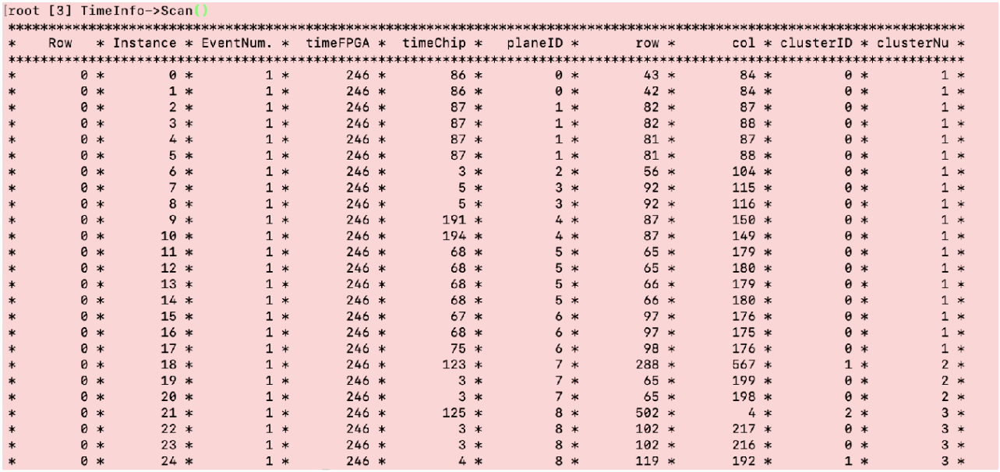 [root [3] TimeInfo->Scan()
************************************************************************************************************************
*    Row   * Instance * EventNum. *  timeFPGA *  timeChip *   planeID *       row *       col * clusterID * clusterNu *
************************************************************************************************************************
*         0 *         0 *         1 *       246 *        86 *         0 *        43 *        84 *         0 *         1 *
*         0 *         1 *         1 *       246 *        86 *         0 *        42 *        84 *         0 *         1 *
*         0 *         2 *         1 *       246 *        87 *         1 *        82 *        87 *         0 *         1 *
*         0 *         3 *         1 *       246 *        87 *         1 *        82 *        88 *         0 *         1 *
*         0 *         4 *         1 *       246 *        87 *         1 *        81 *        87 *         0 *         1 *
*         0 *         5 *         1 *       246 *        87 *         1 *        81 *        88 *         0 *         1 *
*         0 *         6 *         1 *       246 *         3 *         2 *        56 *       104 *         0 *         1 *
*         0 *         7 *         1 *       246 *         5 *         3 *        92 *       115 *         0 *         1 *
*         0 *         8 *         1 *       246 *         5 *         3 *        92 *       116 *         0 *         1 *
*         0 *         9 *         1 *       246 *       191 *         4 *        87 *       150 *         0 *         1 *
*         0 *        10 *         1 *       246 *       194 *         4 *        87 *       149 *         0 *         1 *
*         0 *        11 *         1 *       246 *        68 *         5 *        65 *       179 *         0 *         1 *
*         0 *        12 *         1 *       246 *        68 *         5 *        65 *       180 *         0 *         1 *
*         0 *        13 *         1 *       246 *        68 *         5 *        66 *       179 *         0 *         1 *
*         0 *        14 *         1 *       246 *        68 *         5 *        66 *       180 *         0 *         1 *
*         0 *        15 *         1 *       246 *        67 *         6 *        97 *       176 *         0 *         1 *
*         0 *        16 *         1 *       246 *        68 *         6 *        97 *       175 *         0 *         1 *
*         0 *        17 *         1 *       246 *        75 *         6 *        98 *       176 *         0 *         1 *
*         0 *        18 *         1 *       246 *       123 *         7 *       288 *       567 *         1 *         2 *
*         0 *        19 *         1 *       246 *         3 *         7 *        65 *       199 *         0 *         2 *
*         0 *        20 *         1 *       246 *         3 *         7 *        65 *       198 *         0 *         2 *
*         0 *        21 *         1 *       246 *       125 *         8 *       502 *         4 *         2 *         3 *
*         0 *        22 *         1 *       246 *         3 *         8 *       102 *       217 *         0 *         3 *
*         0 *        23 *         1 *       246 *         3 *         8 *       102 *       216 *         0 *         3 *
*         0 *        24 *         1 *       246 *         4 *         8 *       119 *       192 *         1 *         3 *